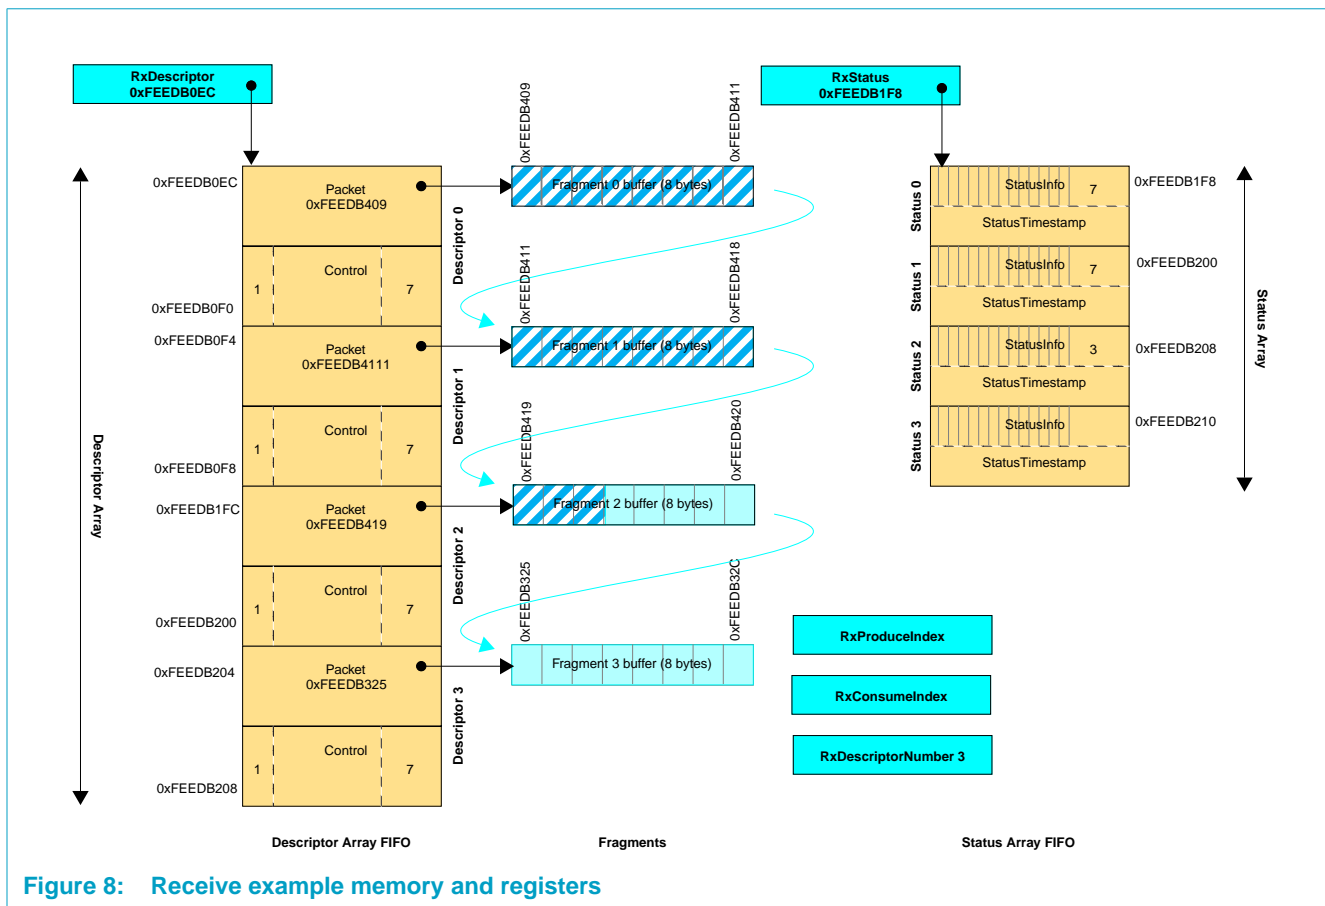 RxDescriptor
0xFEEDB0EC
RxStatus
0xFEEDB1F8
0xFEEDB409
0xFEEDB411
0xFEEDB0EC
Packet
0xFEEDB409
Descriptor 0
Fragment 0 buffer (8 bytes)
Status 0
StatusInfo
7
0xFEEDB1F8
StatusTimestamp
1
Control
7
0xFEEDB0F0
0xFEEDB411
0xFEEDB418
Status 1
StatusInfo
7
0xFEEDB200
StatusTimestamp
0xFEEDB0F4
Packet
0xFEEDB4111
Descriptor 1
Fragment 1 buffer (8 bytes)
Status 2
StatusInfo
3
0xFEEDB208
StatusTimestamp
1
Control
7
0xFEEDB0F8
0xFEEDB419
0xFEEDB420
Status 3
StatusInfo
0xFEEDB210
StatusTimestamp
Descriptor Array
Status Array
0xFEEDB1FC
Packet
0xFEEDB419
Descriptor 2
Fragment 2 buffer (8 bytes)
1
Control
7
0xFEEDB200
0xFEEDB325
0xFEEDB32C
0xFEEDB204
Packet
0xFEEDB325
Descriptor 3
Fragment 3 buffer (8 bytes)
1
Control
7
0xFEEDB208
RxProduceIndex
RxConsumeIndex
RxDescriptorNumber 3
Descriptor Array FIFO
Fragments
Status Array FIFO
Figure 8: Receive example memory and registers